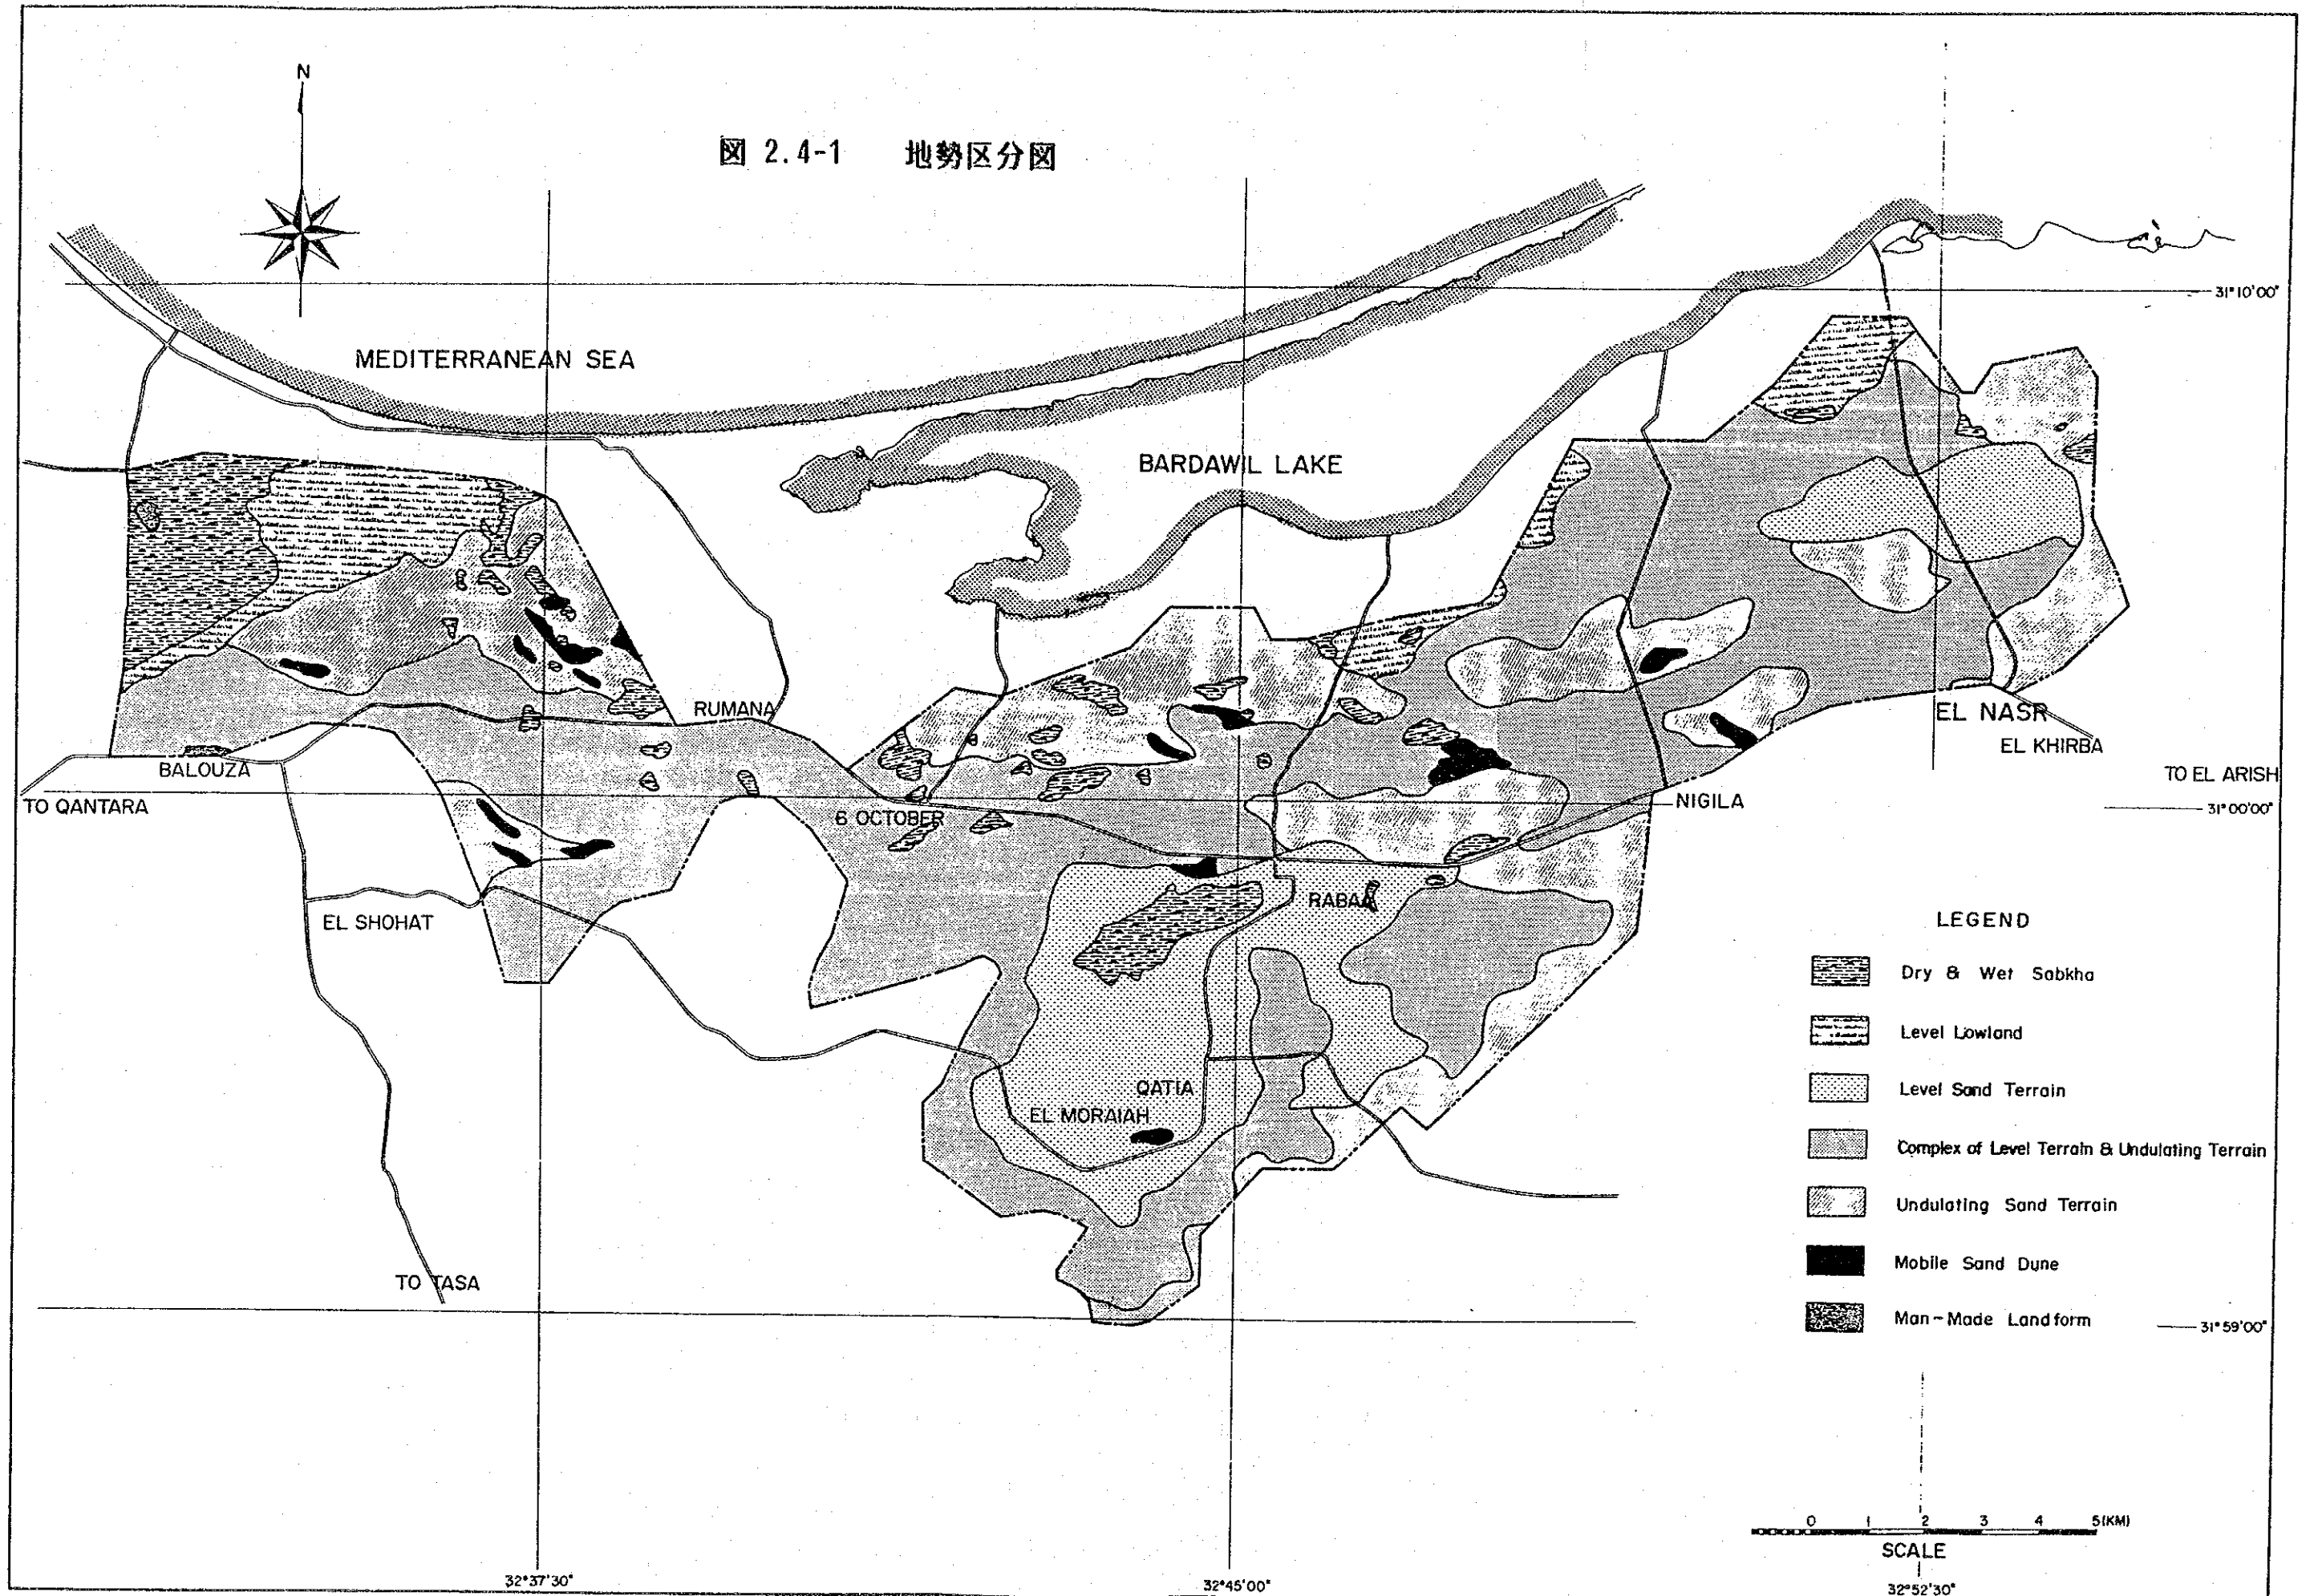 N
図 2.4-1 地勢区分図
31°10'00"
MEDITERRANEAN SEA
BARDAWIL LAKE
RUMANA
EL NASR
EL KHIRBA
BALOUZA
TO EL ARISH
TO QANTARA
6 OCTOBER
NIGILA
31°00'00"
RABAA
EL SHOHAT
LEGEND
Dry & Wet Sabkha
Level Lowland
Level Sand Terrain
QATIA
EL MORAIAH
Complex of Level Terrain & Undulating Terrain
Undulating Sand Terrain
Mobile Sand Dune
TO TASA
Man-Made Landform
31°59'00"
0 1 2 3 4 5(KM)
SCALE
32°37'30"
32°45'00"
32°52'30"